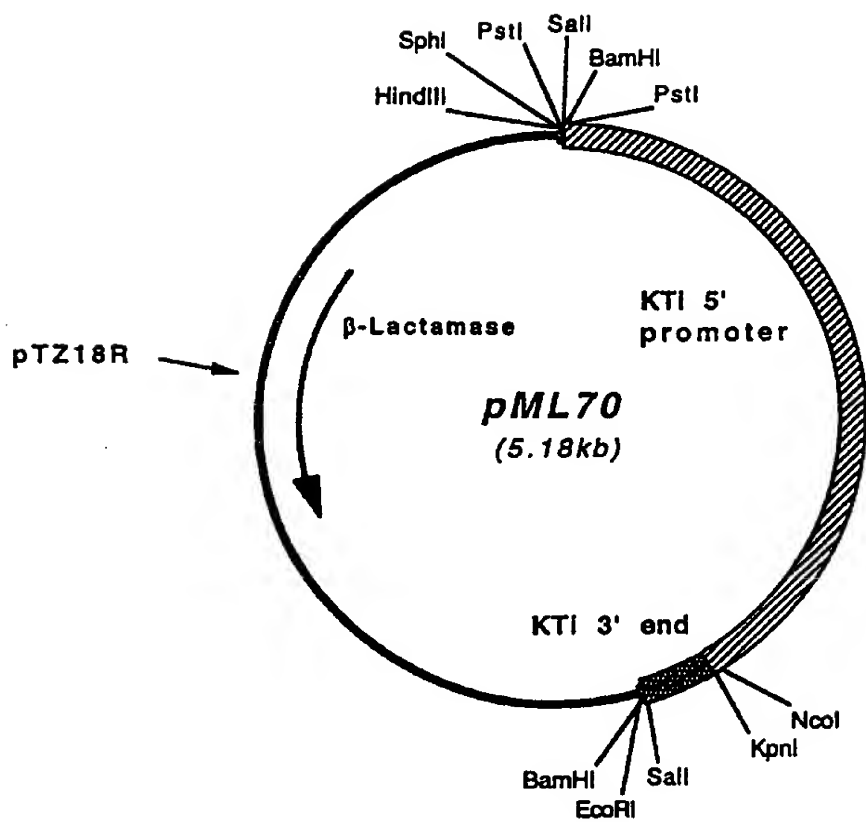 SphI
PstI
SalI
BamHI
HindIII
PstI
KTi 5'
promoter
β-Lactamase
pTZ18R
pML70
(5.18kb)
KTi 3' end
NcoI
KpnI
BamHI
SalI
EcoRI